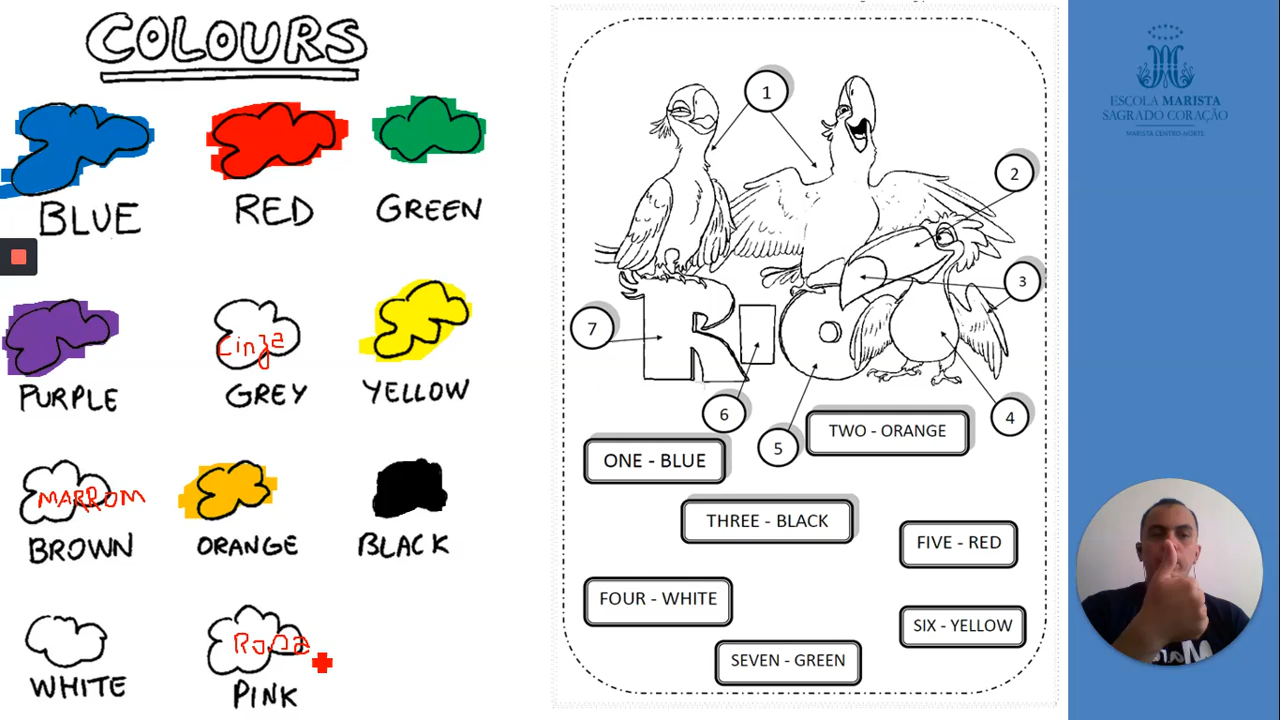 COLOURS
BLUE
RED
GREEN
PURPLE
Cinza
GREY
YELLOW
MARROM
BROWN
ORANGE
BLACK
WHITE
Rosa
PINK
1
2
3
7
6
5
4
RIO
TWO - ORANGE
ONE - BLUE
THREE - BLACK
FIVE - RED
FOUR - WHITE
SIX - YELLOW
SEVEN - GREEN
ESCOLA MARISTA
SAGRADO CORAÇÃO
MARISTA CENTRO-NORTE